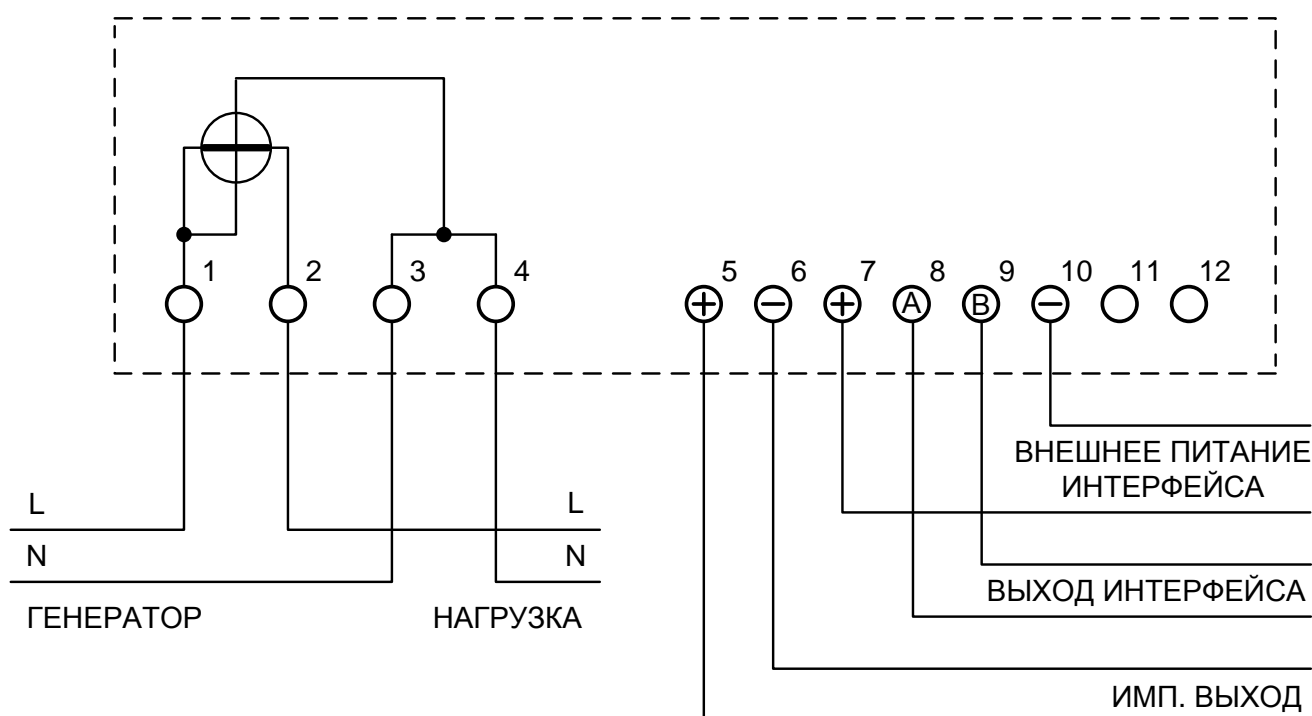 1 2 3 4 5 6 7 8 9 10 11 12
+ − + A B −
ВНЕШНЕЕ ПИТАНИЕ
ИНТЕРФЕЙСА
L L
N N
ВЫХОД ИНТЕРФЕЙСА
ГЕНЕРАТОР НАГРУЗКА
ИМП. ВЫХОД